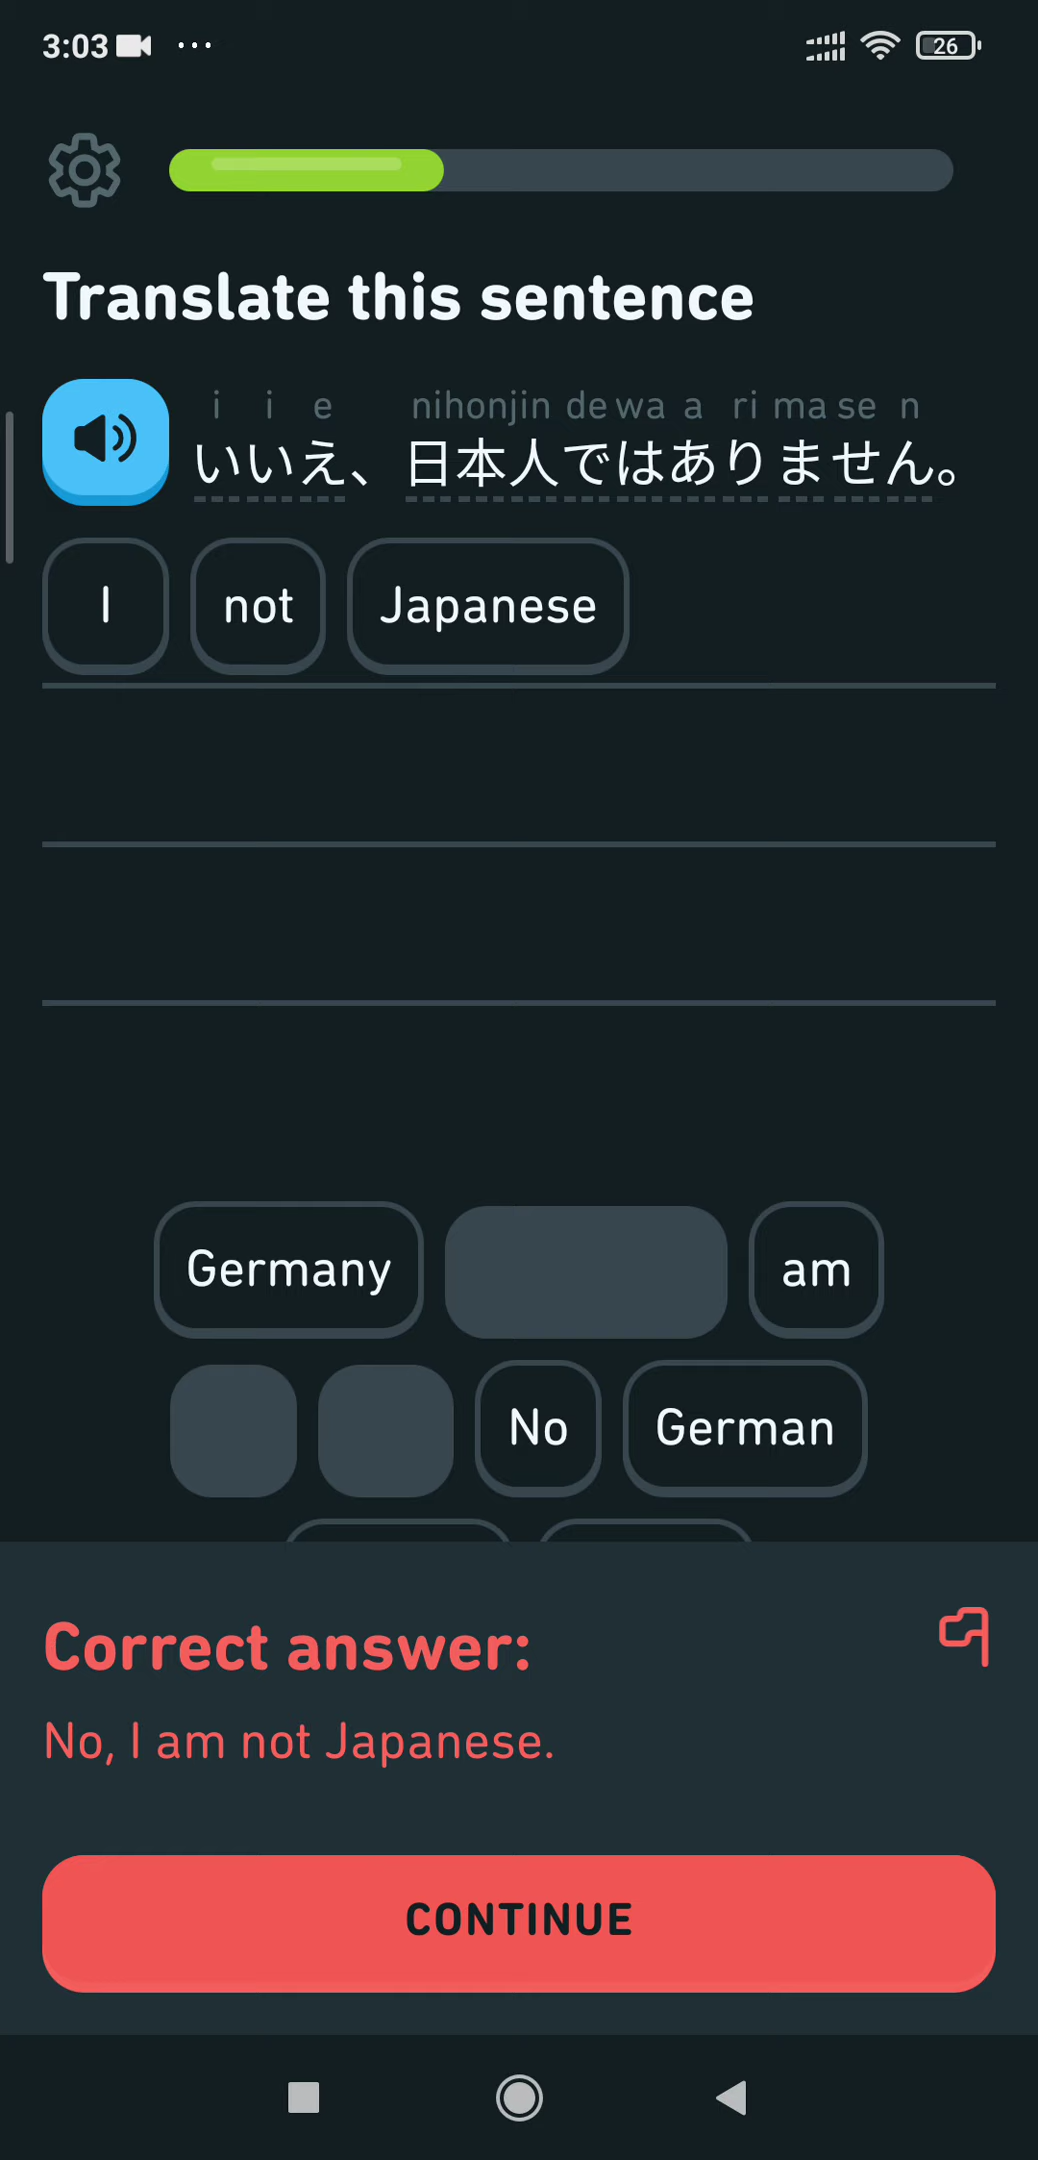 3:03 ... 26
Translate this sentence
i i e nihonjin de wa a ri ma se n
いいえ、日本人ではありません。
I not Japanese
Germany am
No German
Correct answer:
No, I am not Japanese.
CONTINUE